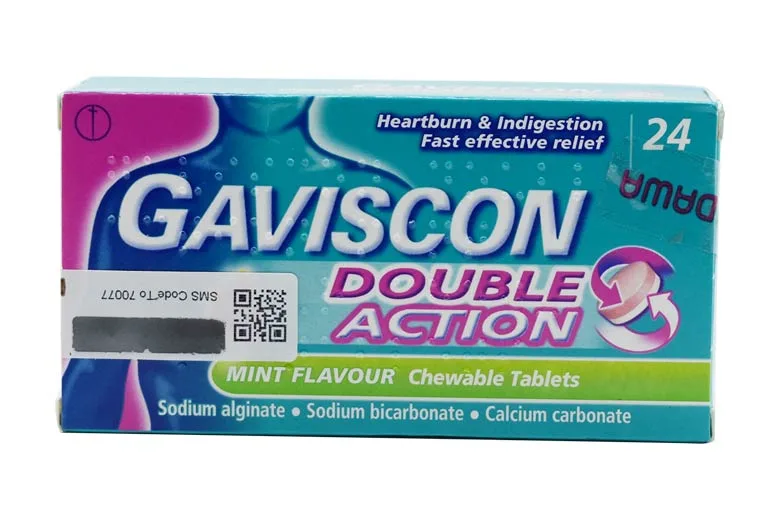 Heartburn & Indigestion
Fast effective relief
24
DAWA
GAVISCON
DOUBLE
ACTION
SMS Code To 70077
MINT FLAVOUR Chewable Tablets
Sodium alginate • Sodium bicarbonate • Calcium carbonate